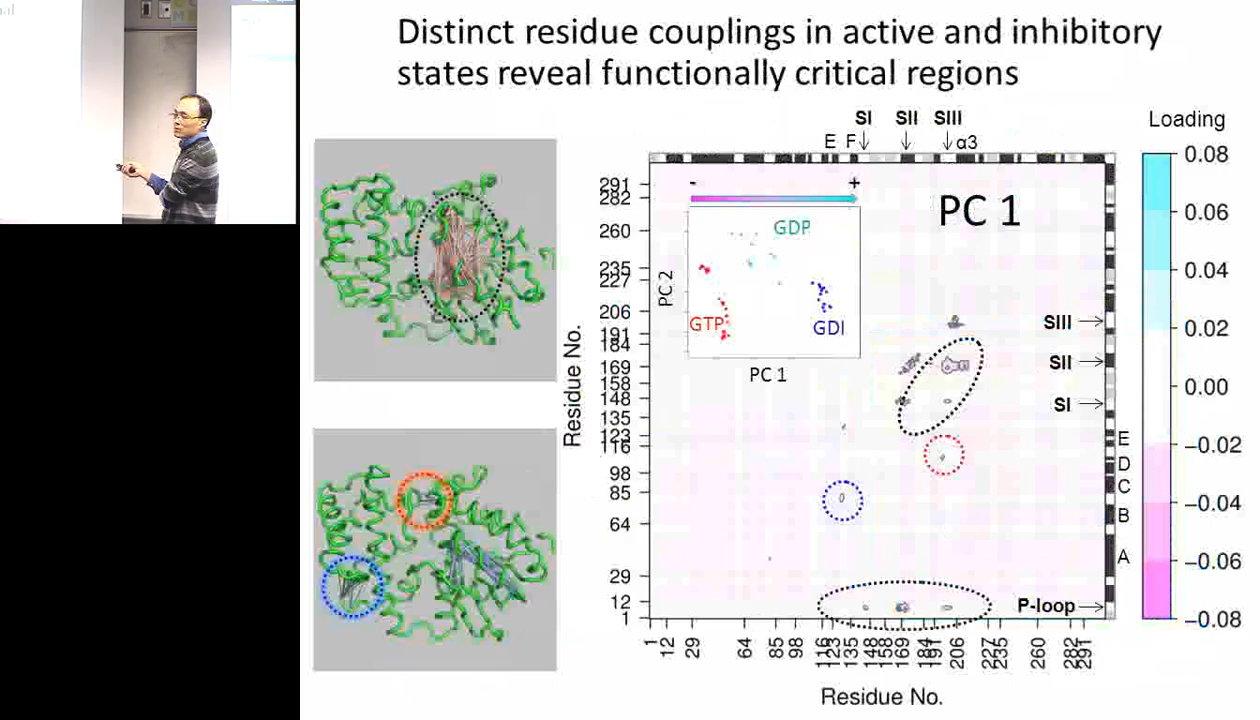 nal
Distinct residue couplings in active and inhibitory
states reveal functionally critical regions
SI SII SIII
E F α3
Loading
- +
PC 1
GDP
GTP
GDI
PC 2
PC 1
291
282
260
235
227
206
191
184
169
158
148
135
123
116
98
85
64
29
12
1
Residue No.
SIII
SII
SI
P-loop
E
D
C
B
A
0.08
0.06
0.04
0.02
0.00
−0.02
−0.04
−0.06
−0.08
1 12 29 64 85 98 116 123 135 148 158 169 184 191 206 227 235 260 282 291
Residue No.